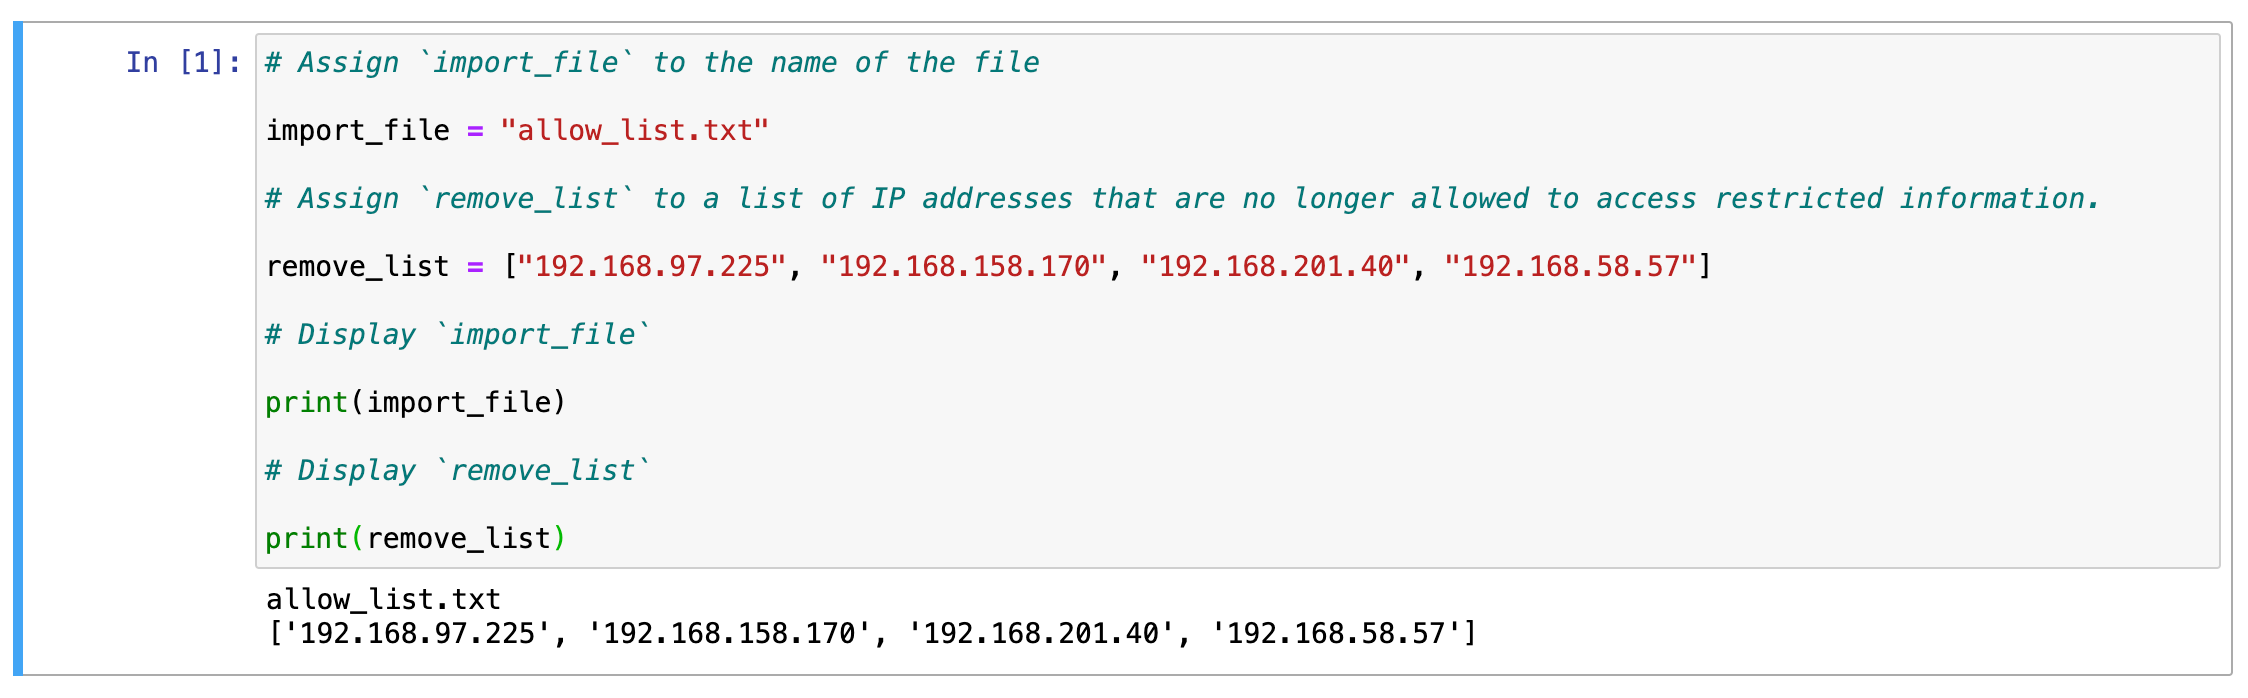 In [1]: # Assign `import_file` to the name of the file
import_file = "allow_list.txt"
# Assign `remove_list` to a list of IP addresses that are no longer allowed to access restricted information.
remove_list = ["192.168.97.225", "192.168.158.170", "192.168.201.40", "192.168.58.57"]
# Display `import_file`
print(import_file)
# Display `remove_list`
print(remove_list)
allow_list.txt
['192.168.97.225', '192.168.158.170', '192.168.201.40', '192.168.58.57']